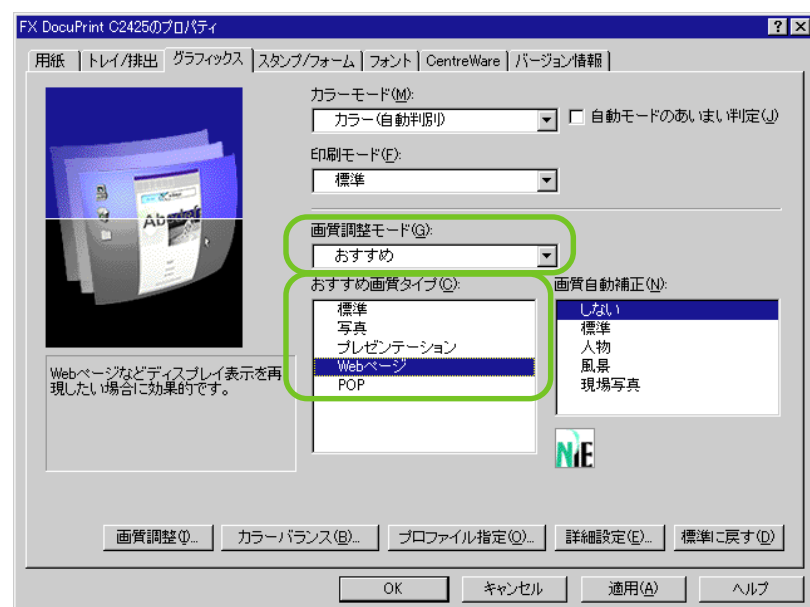 FX DocuPrint C2425のプロパティ
用紙 トレイ/排出 グラフィックス スタンプ/フォーム フォント CentreWare バージョン情報
カラーモード(M):
カラー(自動判別)
自動モードのあいまい判定(J)
印刷モード(F):
標準
画質調整モード(G):
おすすめ
おすすめ画質タイプ(C):
標準
写真
プレゼンテーション
Webページ
POP
画質自動補正(N):
しない
標準
人物
風景
現場写真
Webページなどディスプレイ表示を再
現したい場合に効果的です。
NiE
画質調整(I)... カラーバランス(B)... プロファイル指定(O)... 詳細設定(E)... 標準に戻す(D)
OK キャンセル 適用(A) ヘルプ